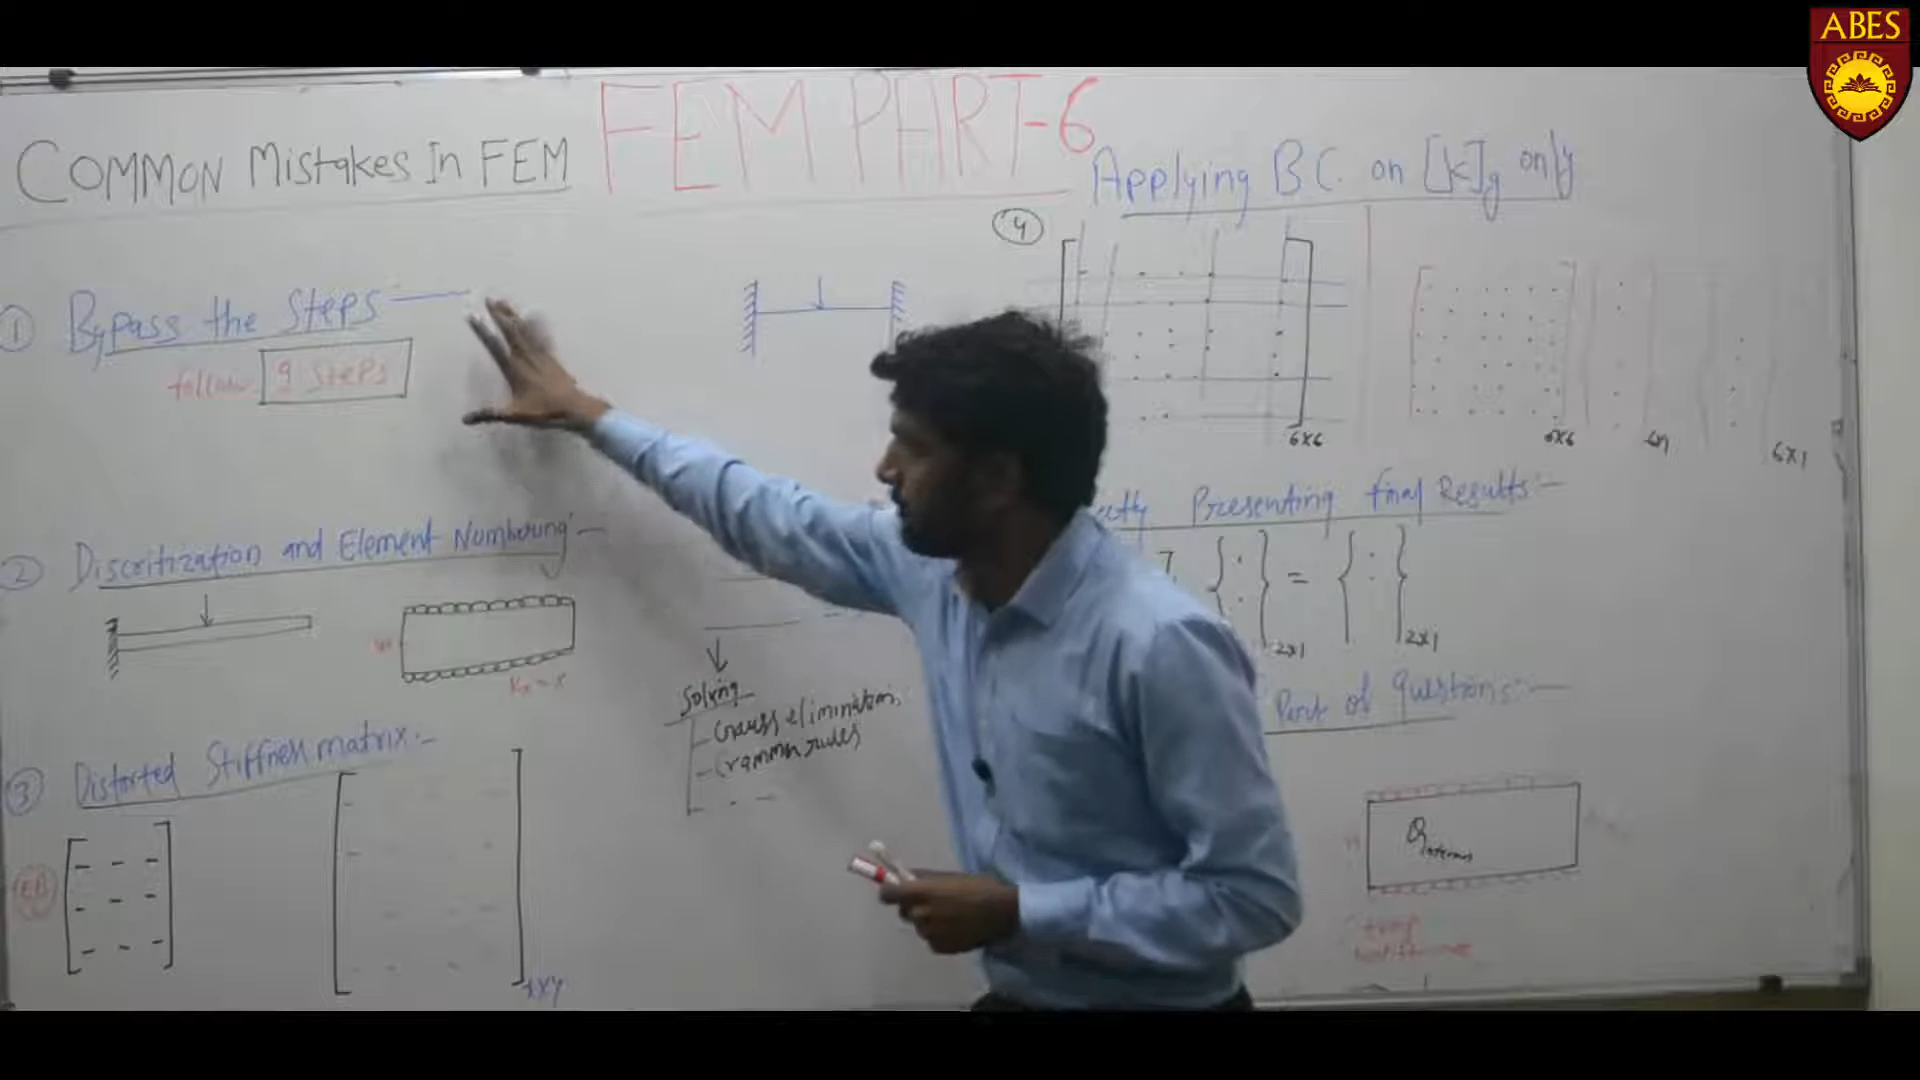 ABES
FEM PART-6
COMMON Mistakes In FEM
① Bypass the Steps
follow 9 Steps
② Discritization and Element Numbering
③ Distorted Stiffness matrix
EB
Solving
- Gauss elimination,
- Crammer rules
④ Applying B C. on [k]g only
6x6
6x6
6x1
Presenting final Results
=
2x1
2x1
Part of Questions